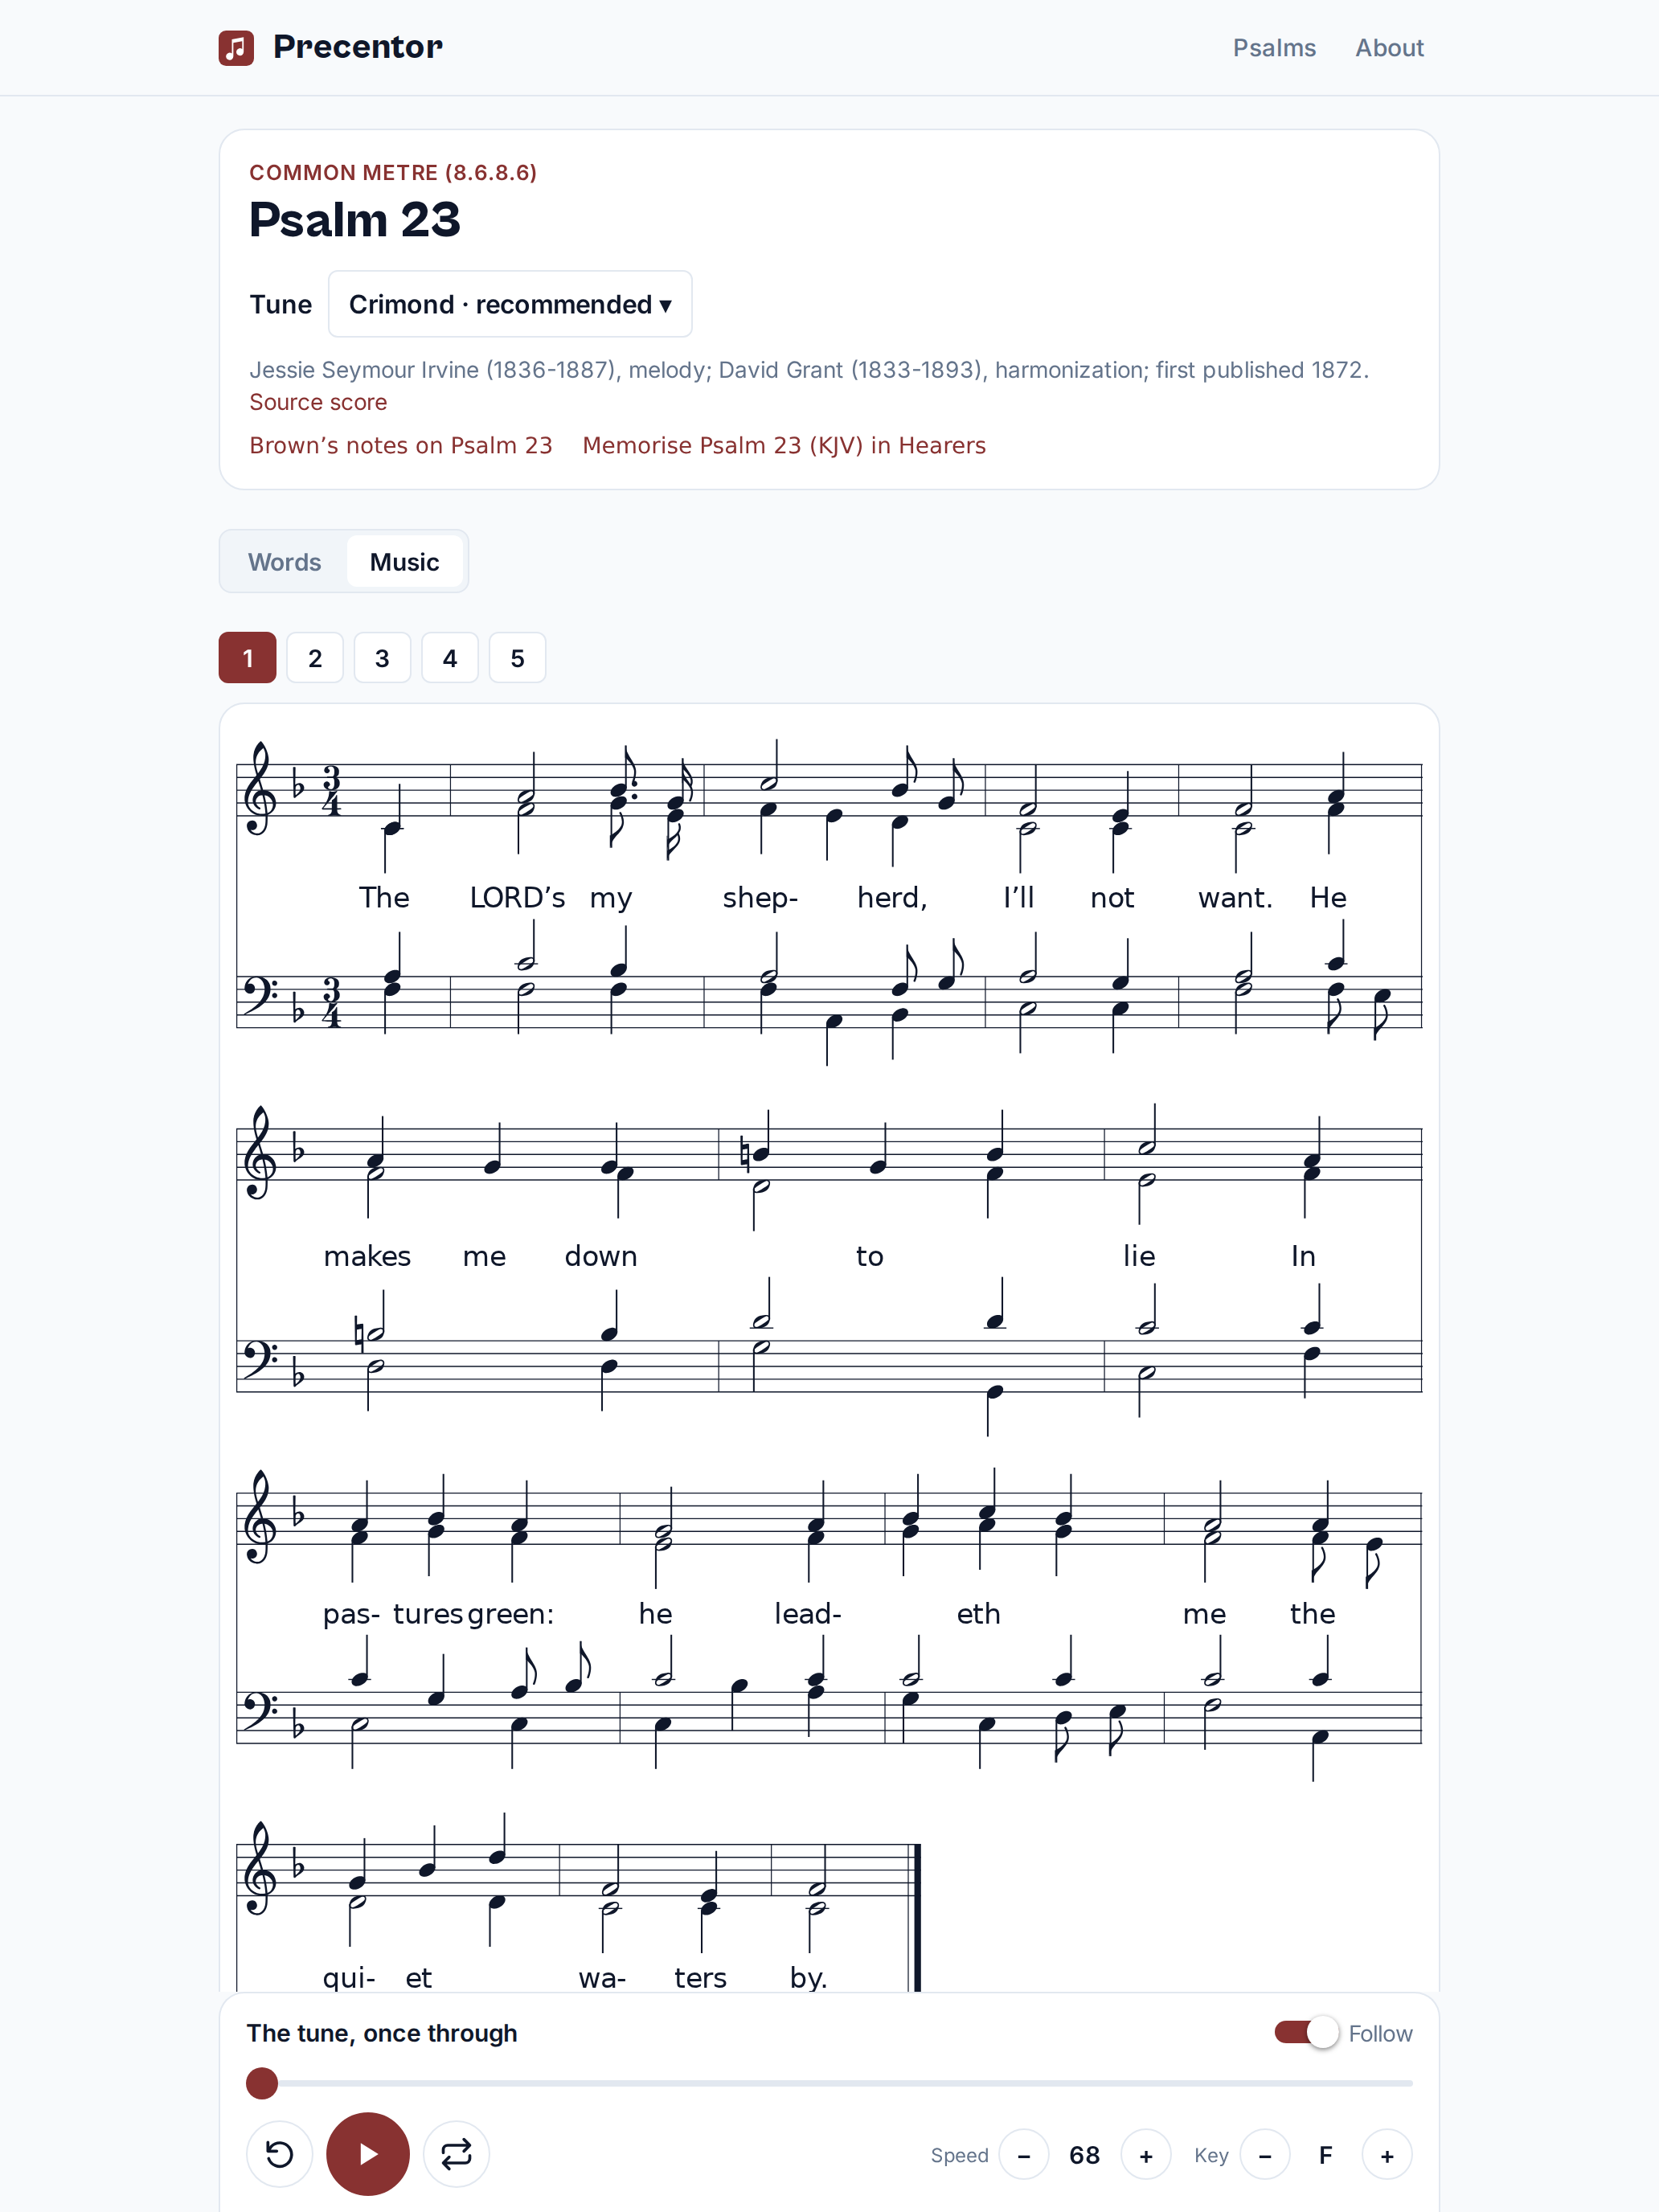 Precentor
Psalms About
COMMON METRE (8.6.8.6)
Psalm 23
Tune Crimond · recommended ▾
Jessie Seymour Irvine (1836-1887), melody; David Grant (1833-1893), harmonization; first published 1872.
Source score
Brown’s notes on Psalm 23 Memorise Psalm 23 (KJV) in Hearers
Words Music
1 2 3 4 5
3
4
The LORD’s my shep- herd, I’ll not want. He
3
4
makes me down to lie In
pas- tures green: he lead- eth me the
qui- et wa- ters by.
The tune, once through Follow
Speed − 68 + Key − F +